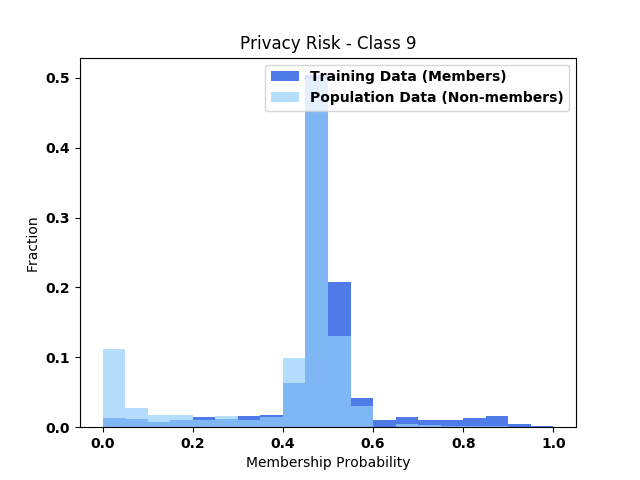 Privacy Risk - Class 9
Training Data (Members)
Population Data (Non-members)
Fraction
0.5
0.4
0.3
0.2
0.1
0.0
0.0 0.2 0.4 0.6 0.8 1.0
Membership Probability